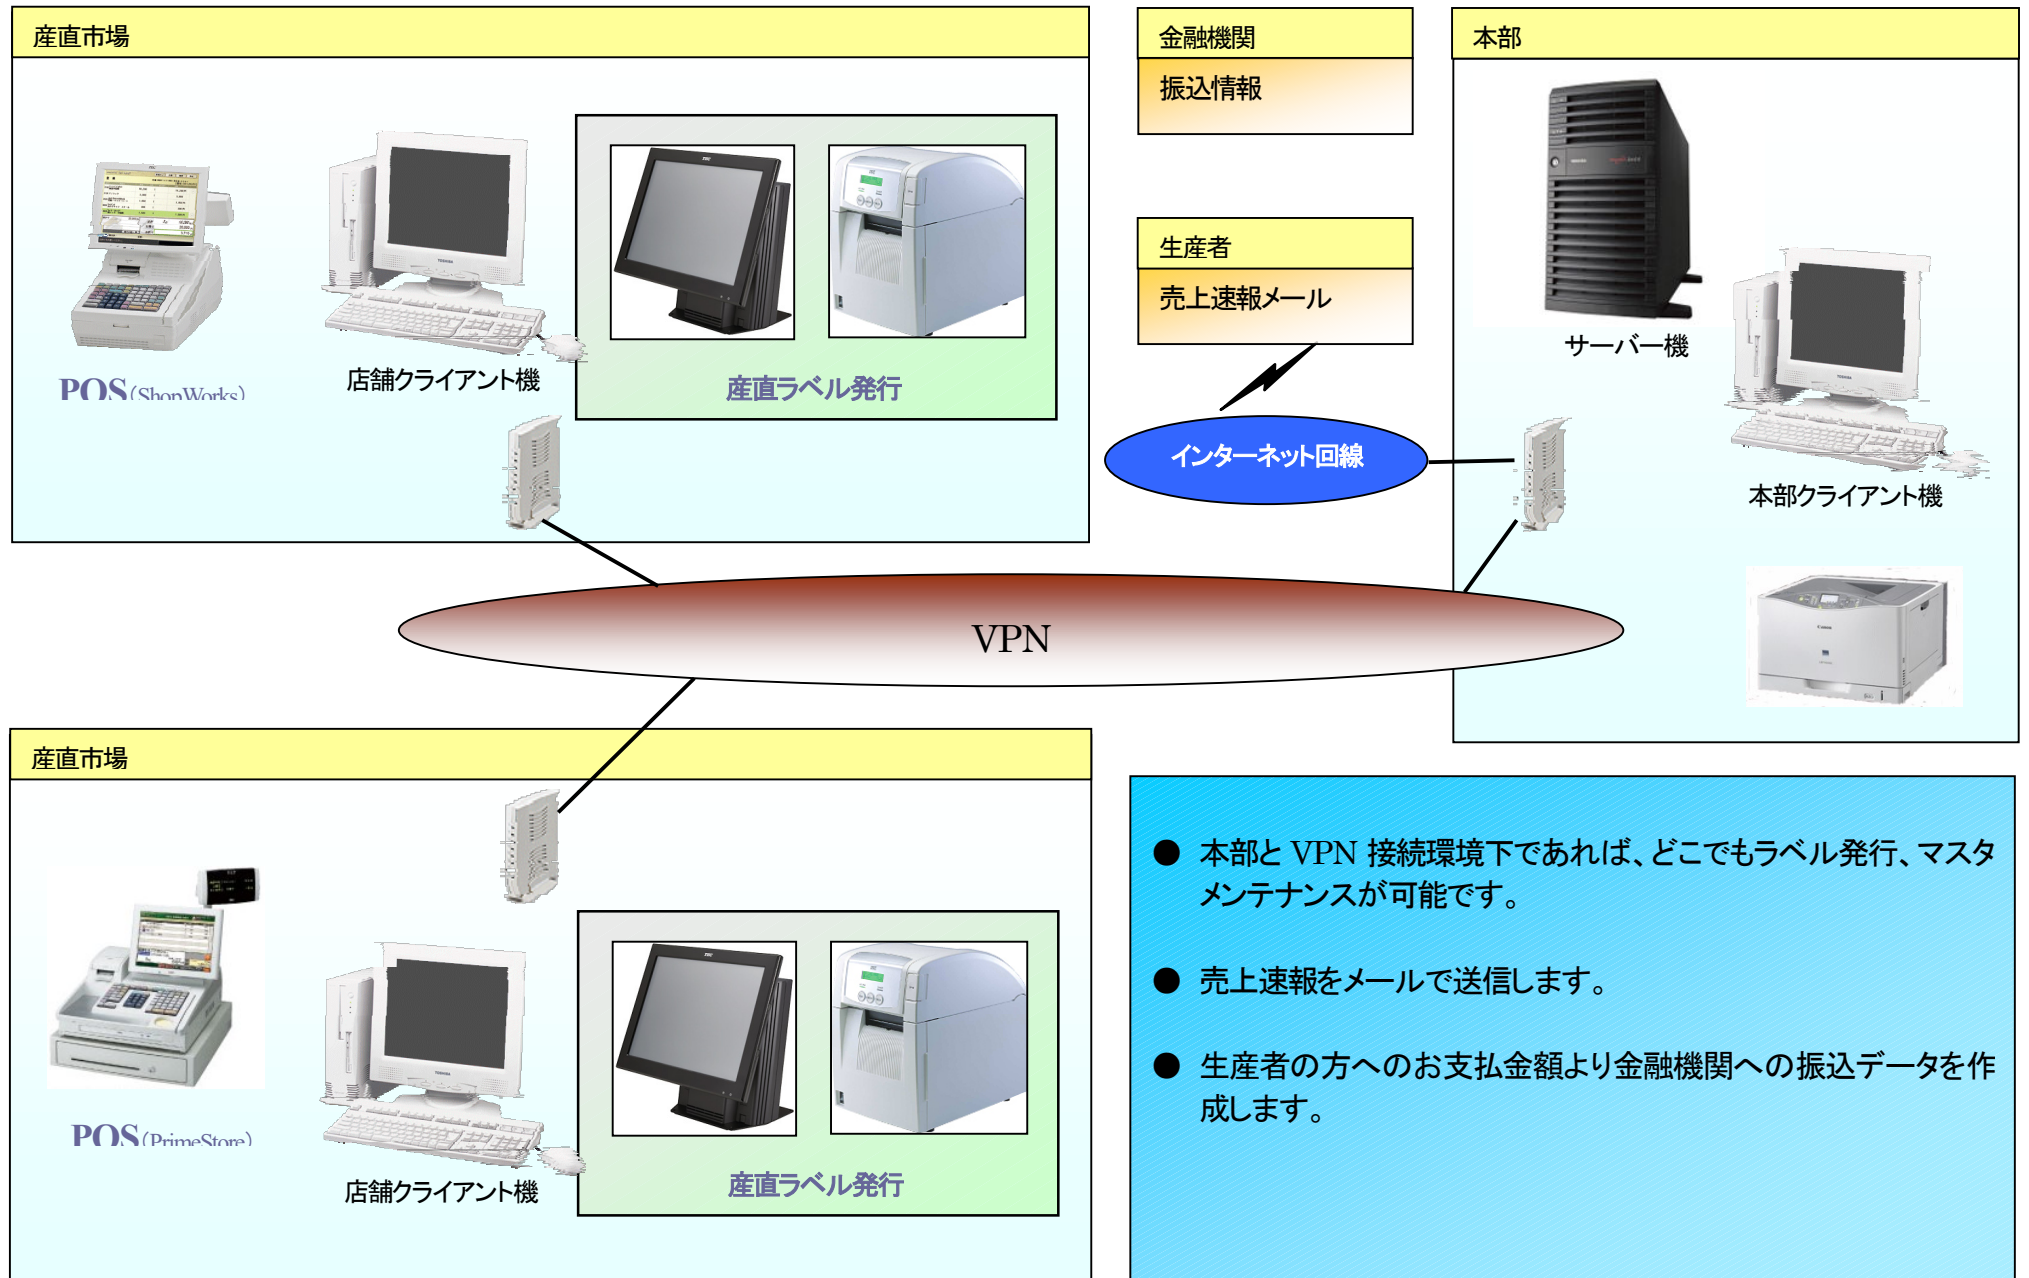 産直市場
金融機関
振込情報
本部
生産者
売上速報メール
サーバー機
POS(ShopWorks)
店舗クライアント機
産直ラベル発行
インターネット回線
本部クライアント機
VPN
産直市場
POS(PrimeStore)
店舗クライアント機
産直ラベル発行
● 本部と VPN 接続環境下であれば、どこでもラベル発行、マスタ
メンテナンスが可能です。
● 売上速報をメールで送信します。
● 生産者の方へのお支払金額より金融機関への振込データを作
成します。